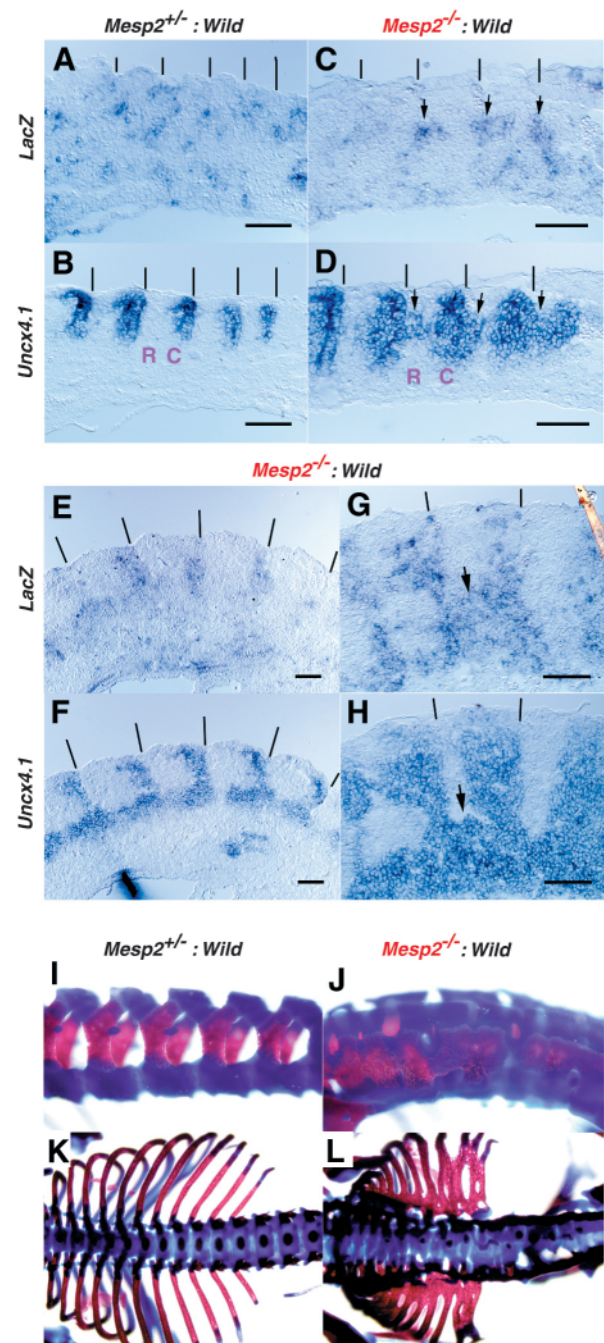 Mesp2+/- : Wild
Mesp2-/- : Wild
A
C
LacZ
B
D
Uncx4.1
R C
R C
Mesp2-/- : Wild
E
G
LacZ
F
H
Uncx4.1
Mesp2+/- : Wild
Mesp2-/- : Wild
I
J
K
L